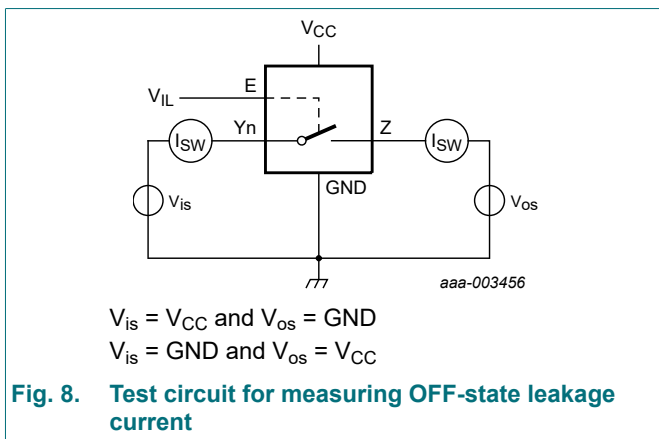 VCC
E
VIL
Yn
Z
ISW
ISW
GND
Vis
Vos
aaa-003456
Vis = VCC and Vos = GND
Vis = GND and Vos = VCC
Fig. 8. Test circuit for measuring OFF-state leakage
current